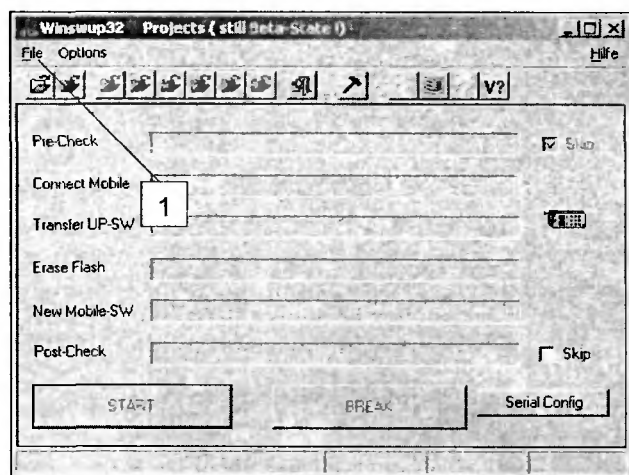 Winswup32 Projects ( still Beta-State !)
File Options Hilfe
V?
Pre-Check Skip
Connect Mobile
1
Transfer UP-SW
Erase Flash
New Mobile-SW
Post-Check Skip
START BREAK Serial Config